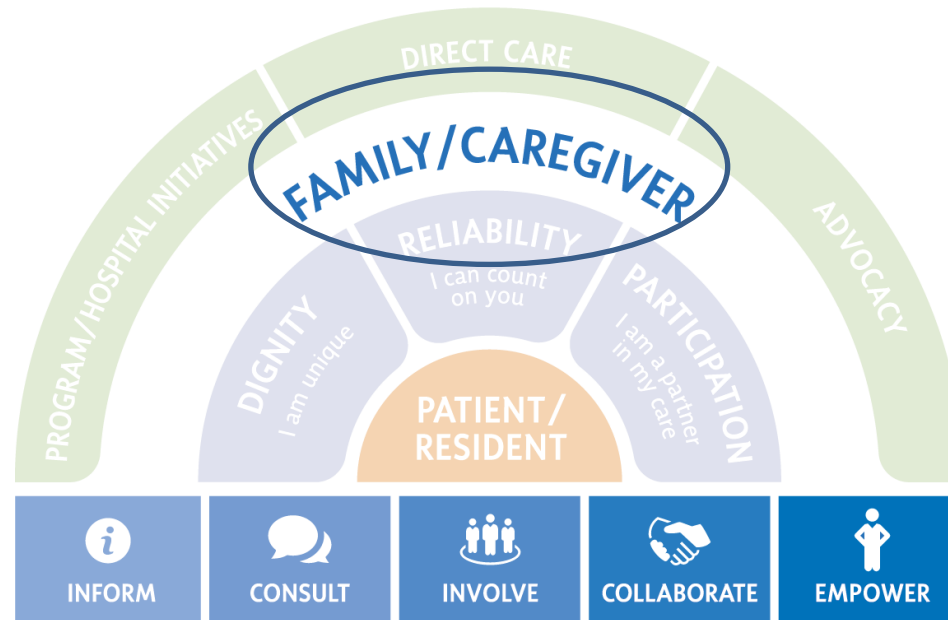 DIRECT CARE
PROGRAM/HOSPITAL INITIATIVES
ADVOCACY
FAMILY/CAREGIVER
RELIABILITY
I can count
on you
DIGNITY
I am unique
PARTICIPATION
I am a partner
in my care
PATIENT/
RESIDENT
i
INFORM
CONSULT
INVOLVE
COLLABORATE
EMPOWER